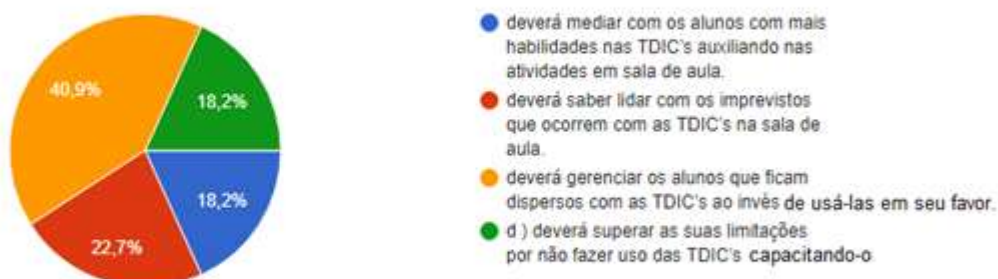 40,9%
18,2%
22,7%
18,2%
deverá mediar com os alunos com mais
habilidades nas TDIC's auxiliando nas
atividades em sala de aula.
deverá saber lidar com os imprevistos
que ocorrem com as TDIC's na sala de
aula.
deverá gerenciar os alunos que ficam
dispersos com as TDIC's ao invès de usá-las em seu favor.
d ) deverá superar as suas limitações
por não fazer uso das TDIC's capacitando-o